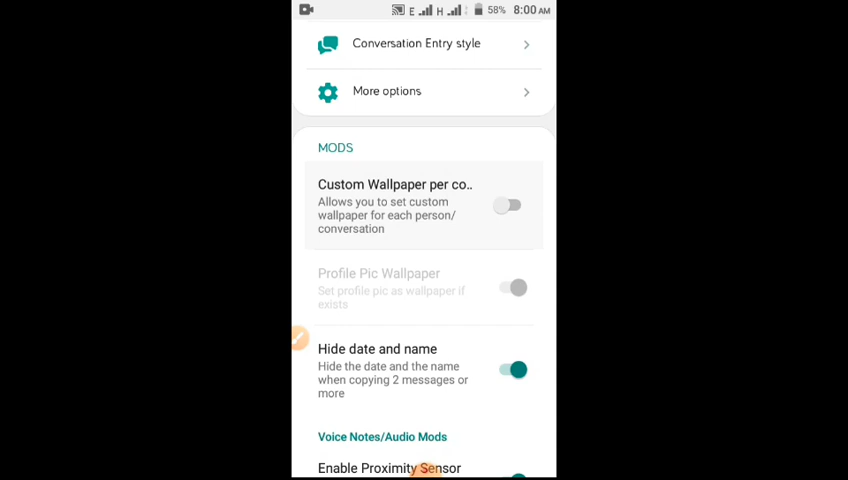 E H 58% 8:00 AM
Conversation Entry style
More options
MODS
Custom Wallpaper per co..
Allows you to set custom
wallpaper for each person/
conversation
Profile Pic Wallpaper
Set profile pic as wallpaper if
exists
Hide date and name
Hide the date and the name
when copying 2 messages or
more
Voice Notes/Audio Mods
Enable Proximity Sensor